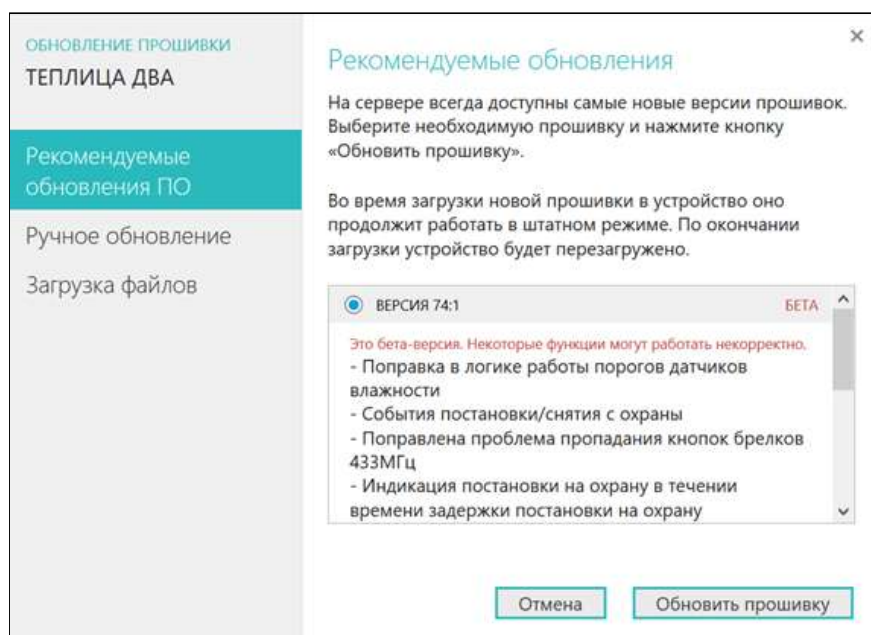 ОБНОВЛЕНИЕ ПРОШИВКИ
ТЕПЛИЦА ДВА
Рекомендуемые
обновления ПО
Ручное обновление
Загрузка файлов
Рекомендуемые обновления
На сервере всегда доступны самые новые версии прошивок.
Выберите необходимую прошивку и нажмите кнопку
«Обновить прошивку».
Во время загрузки новой прошивки в устройство оно
продолжит работать в штатном режиме. По окончании
загрузки устройство будет перезагружено.
ВЕРСИЯ 74:1 БЕТА
Это бета-версия. Некоторые функции могут работать некорректно.
- Поправка в логике работы порогов датчиков
влажности
- События постановки/снятия с охраны
- Поправлена проблема пропадания кнопок брелков
433МГц
- Индикация постановки на охрану в течении
времени задержки постановки на охрану
Отмена
Обновить прошивку